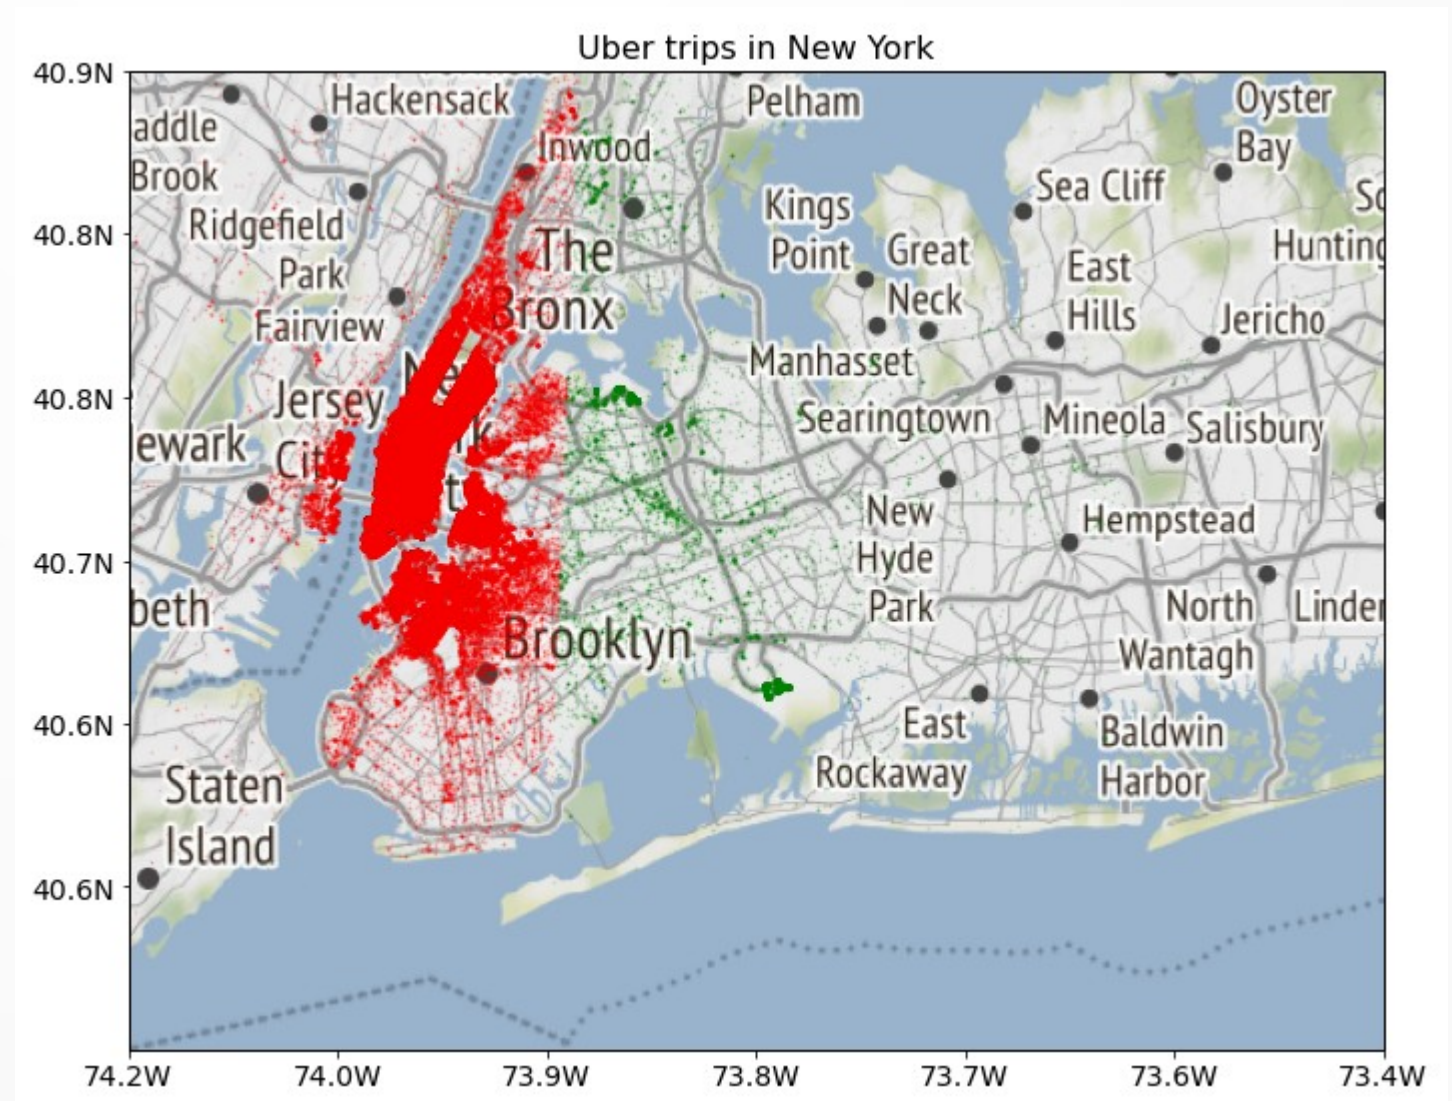 Uber trips in New York
40.9N
Hackensack
Pelham
Oyster
Bay
addle
Brook
Inwood
Kings
Point
Sea Cliff
Sc
Ridgefield
Park
40.8N
The
Bronx
Great
Neck
Hunting
East
Hills
Fairview
Jericho
Manhasset
Jersey
City
40.8N
ewark
Searingtown
Mineola
Salisbury
New
Hyde
Park
Hempstead
40.7N
beth
Brooklyn
North
Wantagh
Linder
40.6N
East
Rockaway
Baldwin
Harbor
Staten
Island
40.6N
74.2W
74.0W
73.9W
73.8W
73.7W
73.6W
73.4W